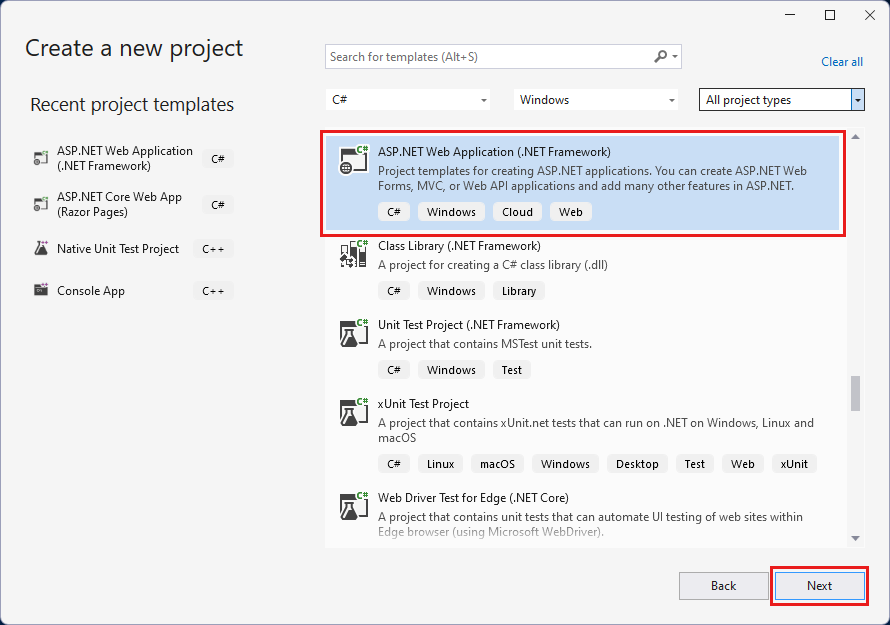 Create a new project
Search for templates (Alt+S)
Clear all
C#
Windows
All project types
Recent project templates
ASP.NET Web Application
(.NET Framework)
C#
ASP.NET Core Web App
(Razor Pages)
C#
Native Unit Test Project
C++
Console App
C++
C#
ASP.NET Web Application (.NET Framework)
Project templates for creating ASP.NET applications. You can create ASP.NET Web
Forms, MVC, or Web API applications and add many other features in ASP.NET.
C# Windows Cloud Web
C#
Class Library (.NET Framework)
A project for creating a C# class library (.dll)
C# Windows Library
C#
Unit Test Project (.NET Framework)
A project that contains MSTest unit tests.
C# Windows Test
C#
xUnit Test Project
A project that contains xUnit.net tests that can run on .NET on Windows, Linux and
macOS
C# Linux macOS Windows Desktop Test Web xUnit
C#
Web Driver Test for Edge (.NET Core)
A project that contains unit tests that can automate UI testing of web sites within
Edge browser (using Microsoft WebDriver).
Back
Next